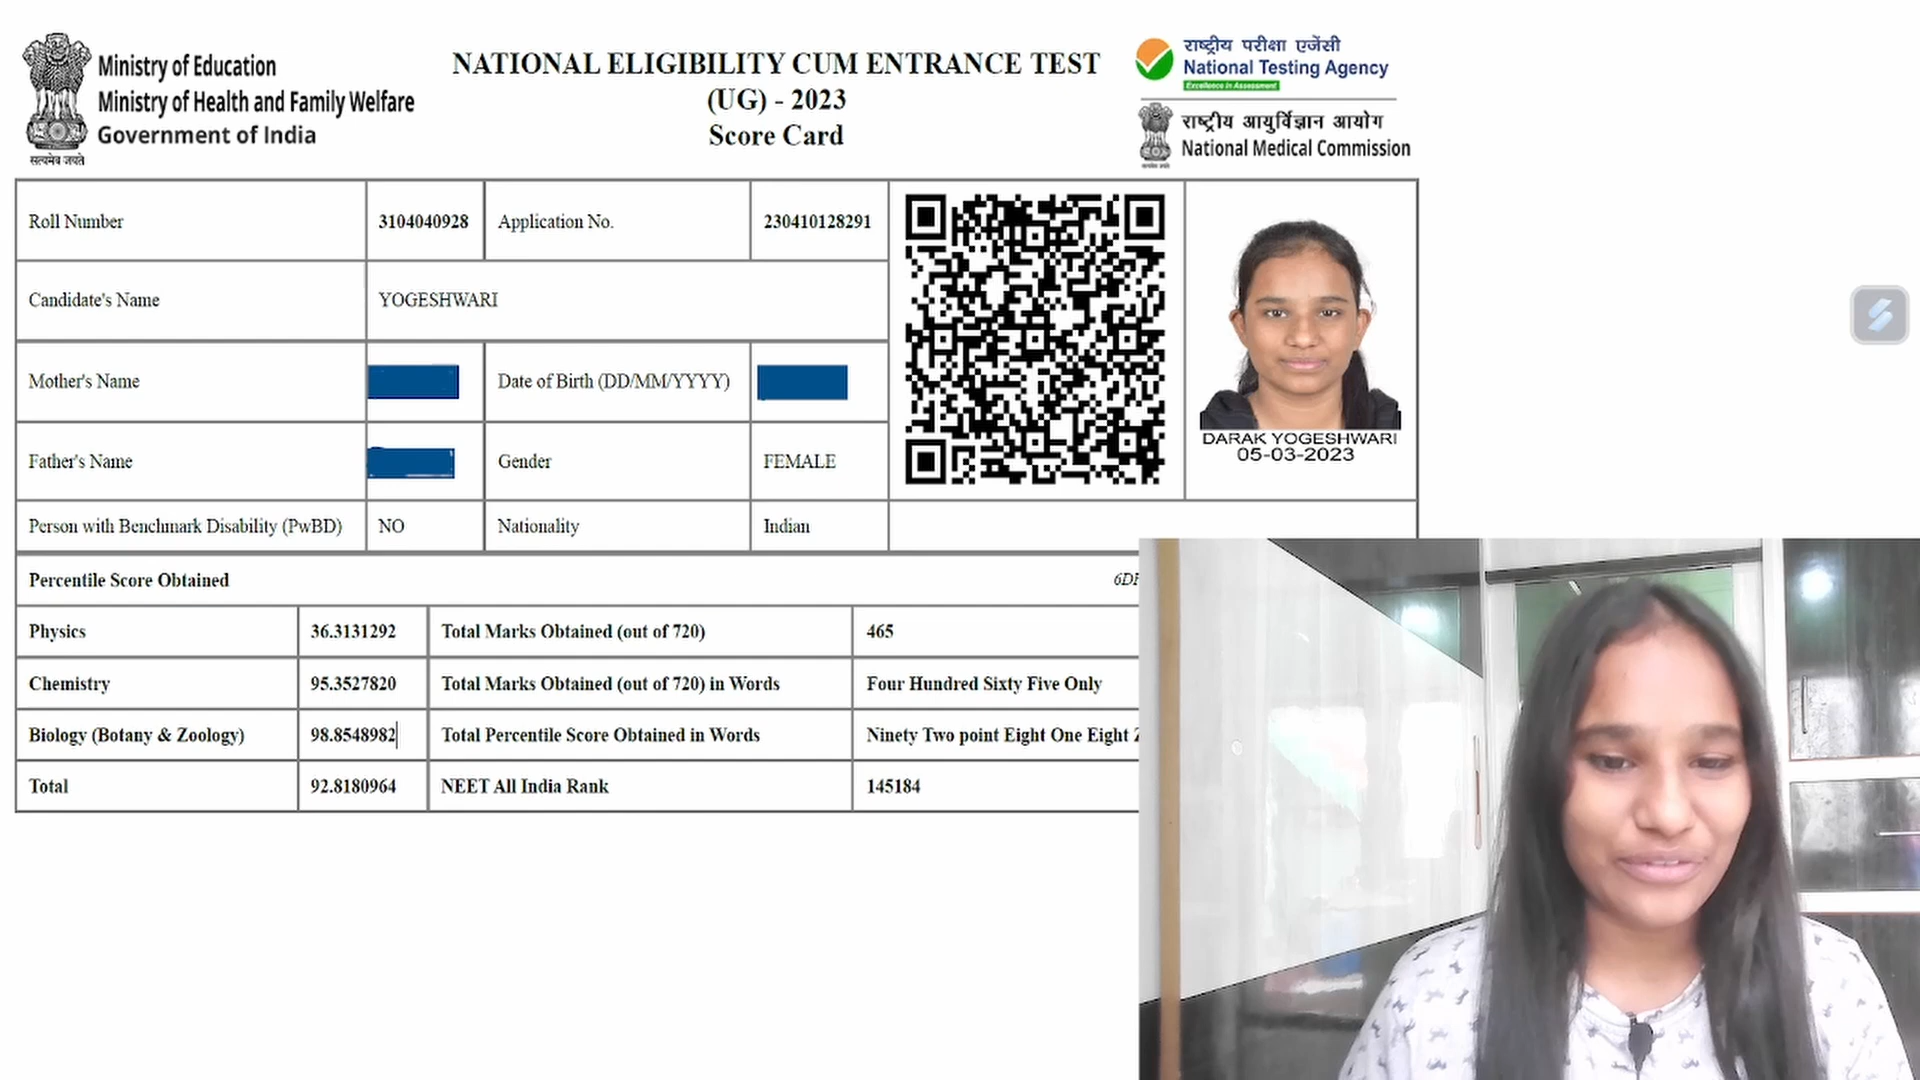 Ministry of Education
Ministry of Health and Family Welfare
Government of India
सत्यमेव जयते
NATIONAL ELIGIBILITY CUM ENTRANCE TEST
(UG) - 2023
Score Card
राष्ट्रीय परीक्षा एजेंसी
National Testing Agency
Excellence in Assessment
राष्ट्रीय आयुर्विज्ञान आयोग
National Medical Commission
Roll Number 3104040928 Application No. 230410128291
Candidate's Name YOGESHWARI
Mother's Name Date of Birth (DD/MM/YYYY)
Father's Name Gender FEMALE
DARAK YOGESHWARI
05-03-2023
Person with Benchmark Disability (PwBD) NO Nationality Indian
Percentile Score Obtained
Physics 36.3131292 Total Marks Obtained (out of 720) 465
Chemistry 95.3527820 Total Marks Obtained (out of 720) in Words Four Hundred Sixty Five Only
Biology (Botany & Zoology) 98.8548982 Total Percentile Score Obtained in Words Ninety Two point Eight One Eight
Total 92.8180964 NEET All India Rank 145184